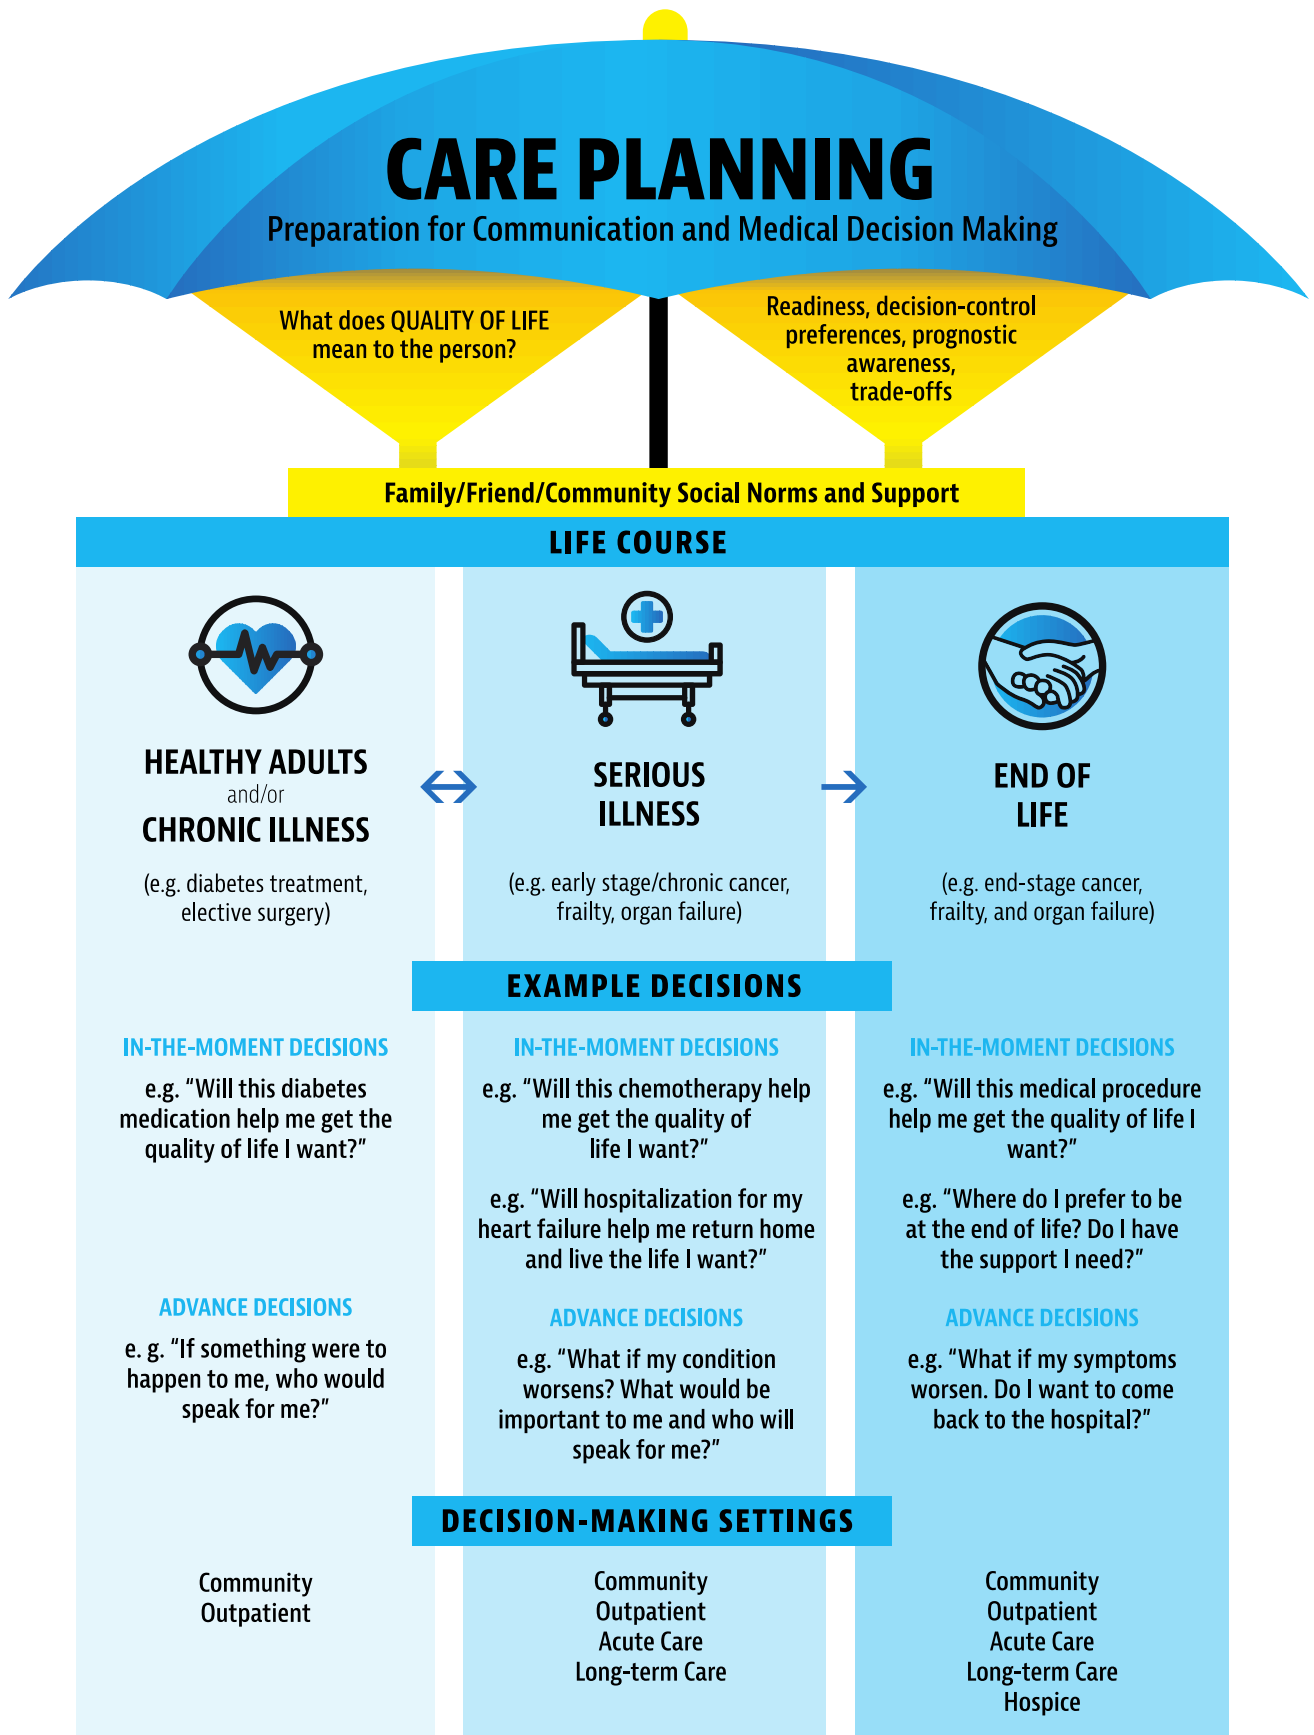 CARE PLANNING
Preparation for Communication and Medical Decision Making
What does QUALITY OF LIFE
mean to the person?
Readiness, decision-control
preferences, prognostic
awareness,
trade-offs
Family/Friend/Community Social Norms and Support
LIFE COURSE
HEALTHY ADULTS
and/or
CHRONIC ILLNESS
(e.g. diabetes treatment,
elective surgery)
SERIOUS
ILLNESS
(e.g. early stage/chronic cancer,
frailty, organ failure)
END OF
LIFE
(e.g. end-stage cancer,
frailty, and organ failure)
EXAMPLE DECISIONS
IN-THE-MOMENT DECISIONS
e.g. “Will this diabetes
medication help me get the
quality of life I want?”
ADVANCE DECISIONS
e. g. “If something were to
happen to me, who would
speak for me?”
IN-THE-MOMENT DECISIONS
e.g. “Will this chemotherapy help
me get the quality of
life I want?”
e.g. “Will hospitalization for my
heart failure help me return home
and live the life I want?”
ADVANCE DECISIONS
e.g. “What if my condition
worsens? What would be
important to me and who will
speak for me?”
IN-THE-MOMENT DECISIONS
e.g. “Will this medical procedure
help me get the quality of life I
want?”
e.g. “Where do I prefer to be
at the end of life? Do I have
the support I need?”
ADVANCE DECISIONS
e.g. “What if my symptoms
worsen. Do I want to come
back to the hospital?”
DECISION-MAKING SETTINGS
Community
Outpatient
Community
Outpatient
Acute Care
Long-term Care
Community
Outpatient
Acute Care
Long-term Care
Hospice